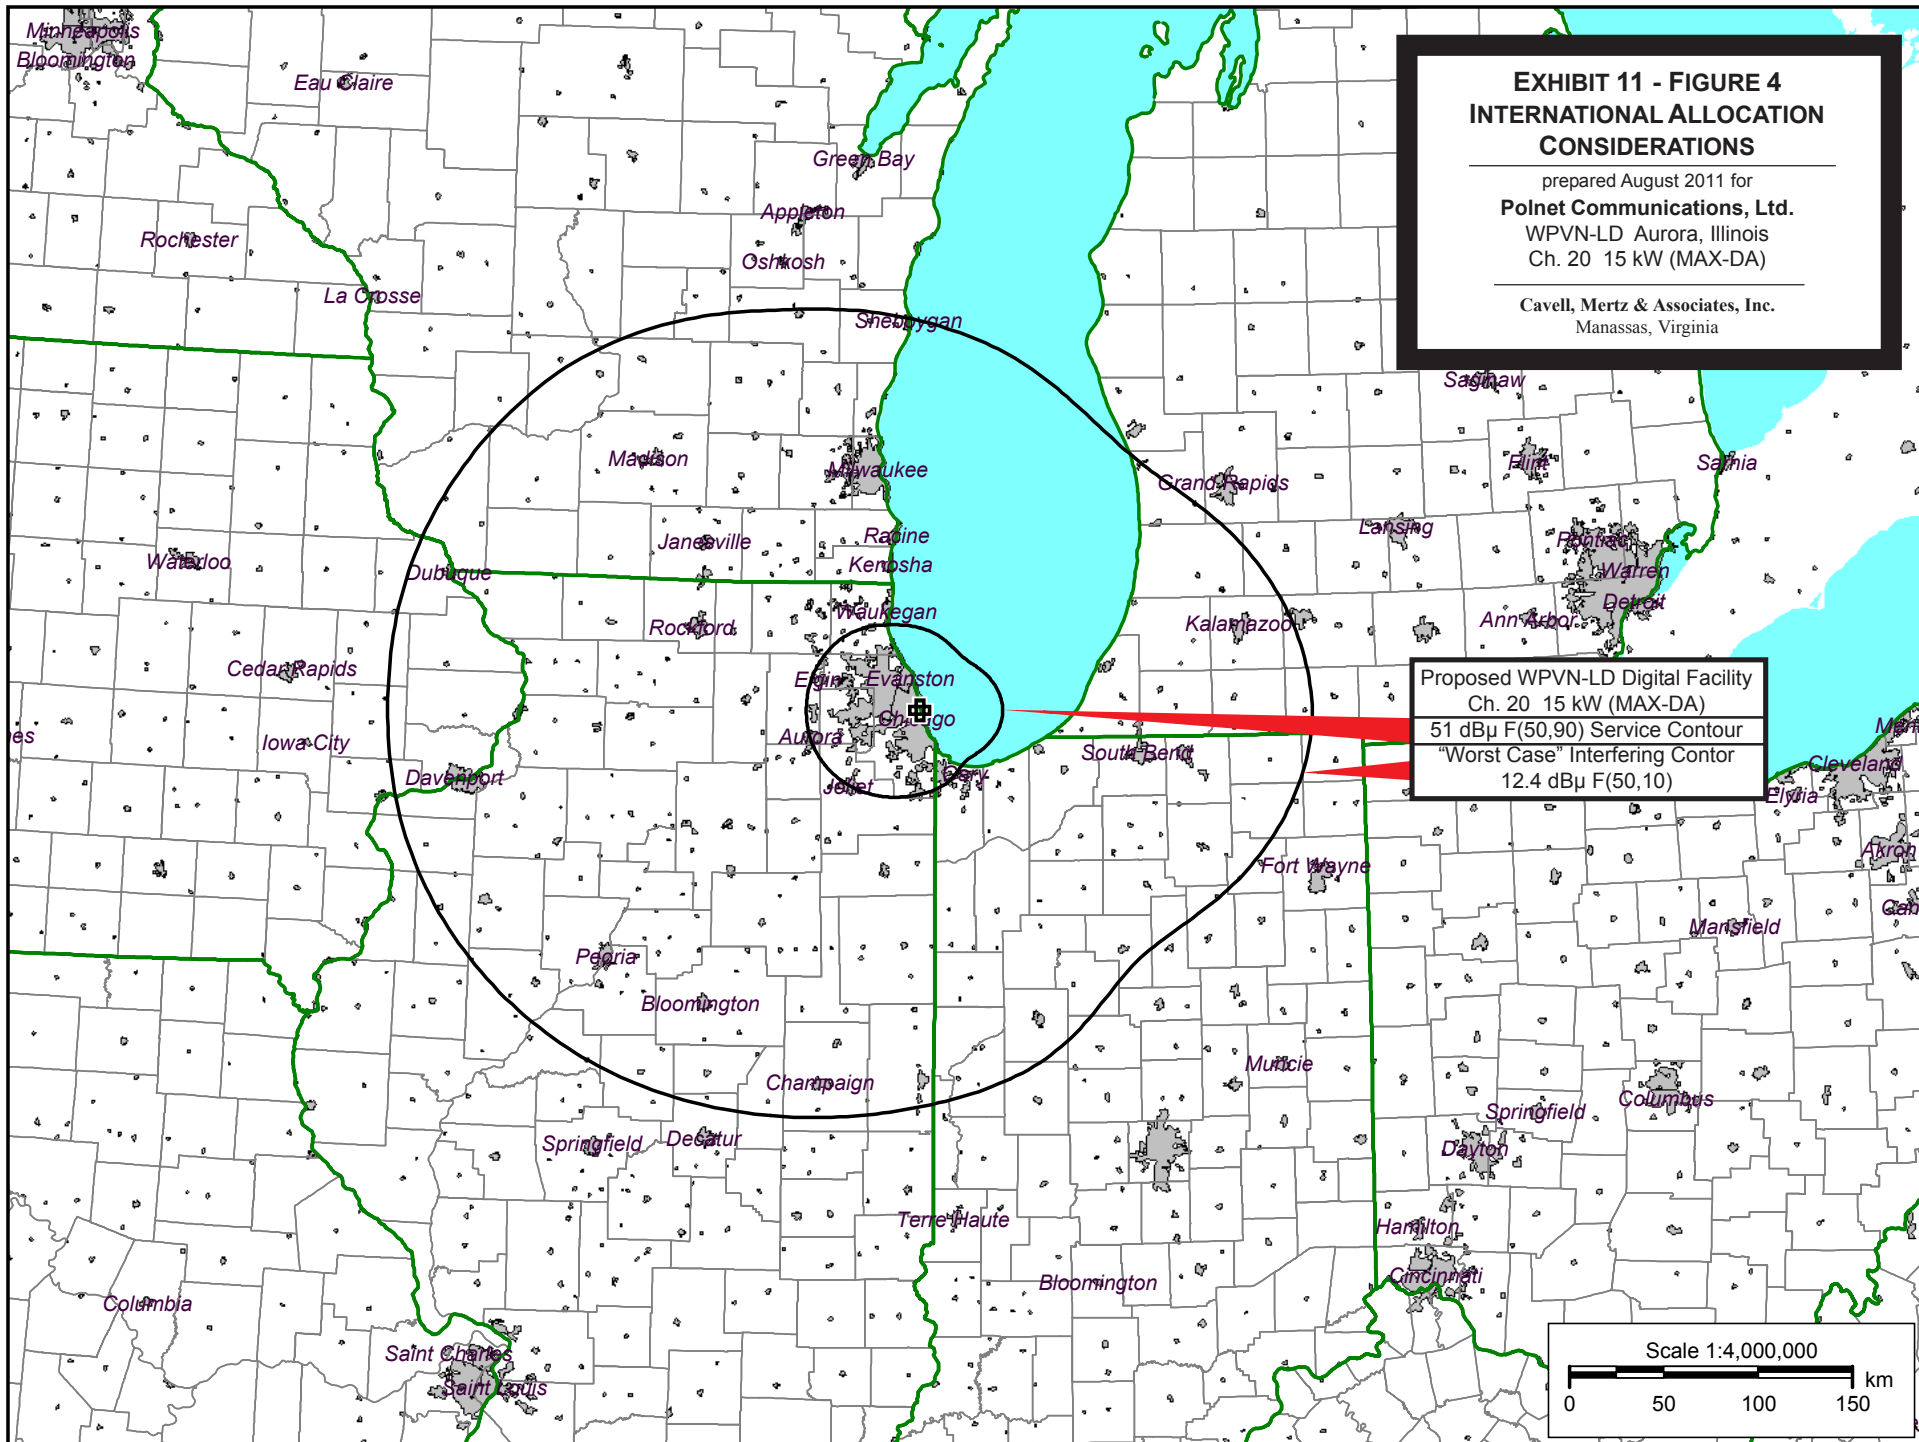 Minneapolis
Bloomington
Eau Claire
Green Bay
Appleton
Rochester
Oshkosh
La Crosse
Sheboygan
EXHIBIT 11 - FIGURE 4
INTERNATIONAL ALLOCATION
CONSIDERATIONS
prepared August 2011 for
Polnet Communications, Ltd.
WPVN-LD Aurora, Illinois
Ch. 20 15 kW (MAX-DA)
Cavell, Mertz & Associates, Inc.
Manassas, Virginia
Saginaw
Madison
Milwaukee
Grand Rapids
Flint
Sarnia
Lansing
Pontiac
Racine
Janesville
Kenosha
Waterloo
Dubuque
Warren
Detroit
Waukegan
Rockford
Kalamazoo
Ann Arbor
Cedar Rapids
Elgin
Evanston
Chicago
Proposed WPVN-LD Digital Facility
Ch. 20 15 kW (MAX-DA)
51 dBµ F(50,90) Service Contour
"Worst Case" Interfering Contor
12.4 dBµ F(50,10)
nes
Iowa City
Aurora
South Bend
Gary
Joliet
Davenport
Cleveland
Elyria
Akron
Fort Wayne
Can
Mansfield
Peoria
Bloomington
Muncie
Champaign
Columbus
Springfield
Springfield
Decatur
Dayton
Terre Haute
Hamilton
Cincinnati
Bloomington
Columbia
Saint Charles
Saint Louis
Scale 1:4,000,000
km
0 50 100 150